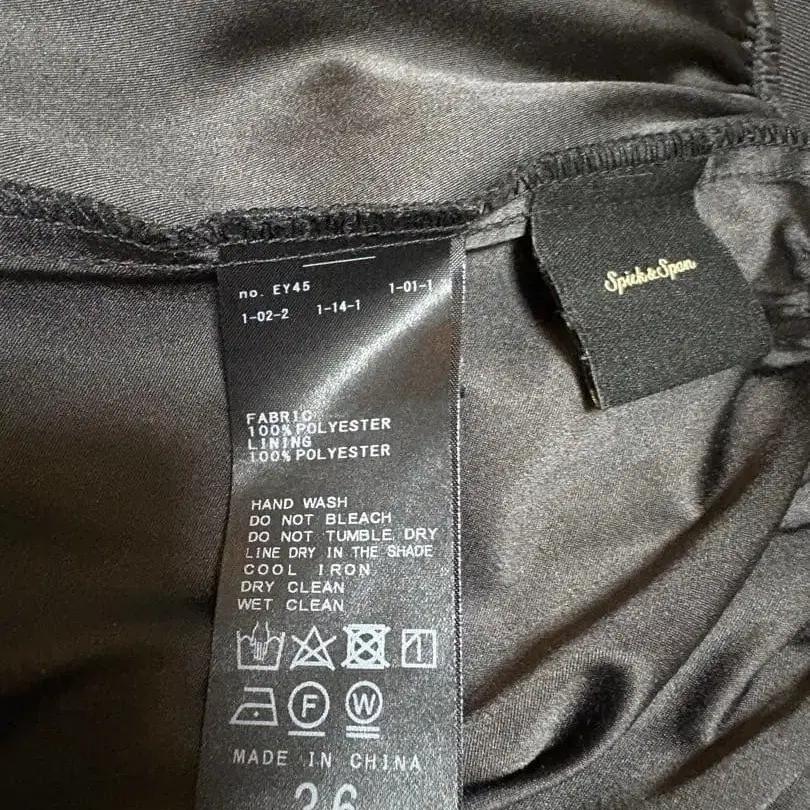 no. EY45 1-01-1
1-02-2 1-14-1
Spick&Span
FABRIC
100% POLYESTER
LINING
100% POLYESTER
HAND WASH
DO NOT BLEACH
DO NOT TUMBLE DRY
LINE DRY IN THE SHADE
COOL IRON
DRY CLEAN
WET CLEAN
F W
MADE IN CHINA
36